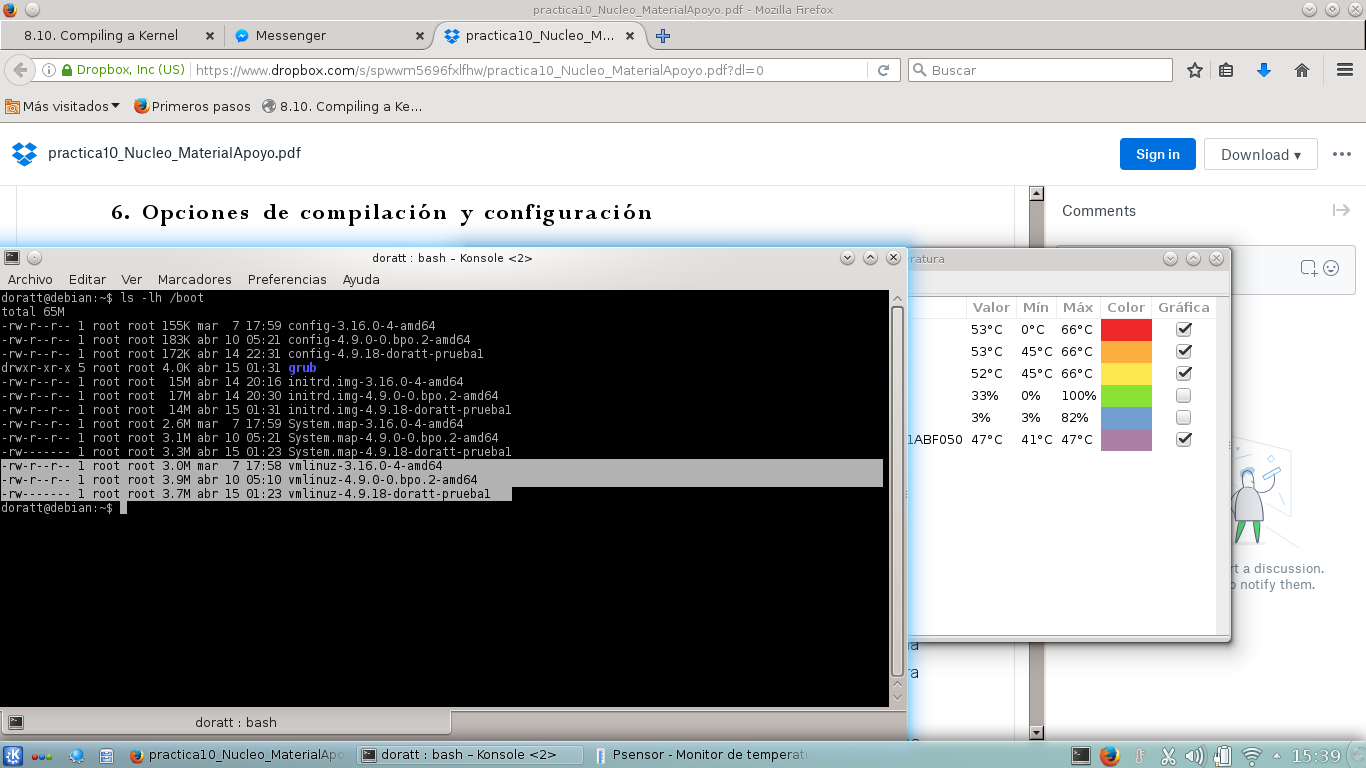 practica10_Nucleo_MaterialApoyo.pdf - Mozilla Firefox
8.10. Compiling a Kernel
Messenger
practica10_Nucleo_M...
Dropbox, Inc (US)
https://www.dropbox.com/s/spwwm5696fxlfhw/practica10_Nucleo_MaterialApoyo.pdf?dl=0
Buscar
Más visitados
Primeros pasos
8.10. Compiling a Ke...
practica10_Nucleo_MaterialApoyo.pdf
Sign in
Download ▾
6. Opciones de compilación y configuración
Comments
doratt : bash – Konsole <2>
Archivo Editar Ver Marcadores Preferencias Ayuda
doratt@debian:~$ ls -lh /boot
total 65M
-rw-r--r-- 1 root root 155K mar  7 17:59 config-3.16.0-4-amd64
-rw-r--r-- 1 root root 183K abr 10 05:21 config-4.9.0-0.bpo.2-amd64
-rw-r--r-- 1 root root 172K abr 14 22:31 config-4.9.18-doratt-prueba1
drwxr-xr-x 5 root root 4.0K abr 15 01:31 grub
-rw-r--r-- 1 root root  15M abr 14 20:16 initrd.img-3.16.0-4-amd64
-rw-r--r-- 1 root root  17M abr 14 20:30 initrd.img-4.9.0-0.bpo.2-amd64
-rw-r--r-- 1 root root  14M abr 15 01:31 initrd.img-4.9.18-doratt-prueba1
-rw-r--r-- 1 root root 2.6M mar  7 17:59 System.map-3.16.0-4-amd64
-rw-r--r-- 1 root root 3.1M abr 10 05:21 System.map-4.9.0-0.bpo.2-amd64
-rw------- 1 root root 3.3M abr 15 01:23 System.map-4.9.18-doratt-prueba1
-rw-r--r-- 1 root root 3.0M mar  7 17:58 vmlinuz-3.16.0-4-amd64
-rw-r--r-- 1 root root 3.9M abr 10 05:10 vmlinuz-4.9.0-0.bpo.2-amd64
-rw------- 1 root root 3.7M abr 15 01:23 vmlinuz-4.9.18-doratt-prueba1
doratt@debian:~$
doratt : bash
eratura
Valor Mín Máx Color Gráfica
53°C 0°C 66°C
53°C 45°C 66°C
52°C 45°C 66°C
33% 0% 100%
3% 3% 82%
1ABF050 47°C 41°C 47°C
rt a discussion.
o notify them.
ra
practica10_Nucleo_MaterialApo
doratt : bash – Konsole <2>
Psensor - Monitor de temperatu
15:39